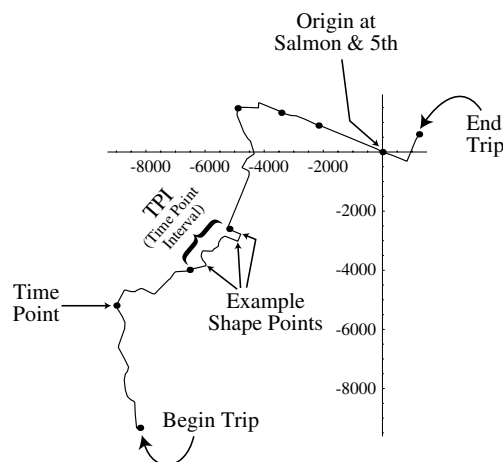 Origin at
Salmon & 5th
End
Trip
-8000
-6000
-4000
-2000
TPI
(Time Point
Interval)
-2000
-4000
-6000
-8000
Time
Point
Example
Shape Points
Begin Trip